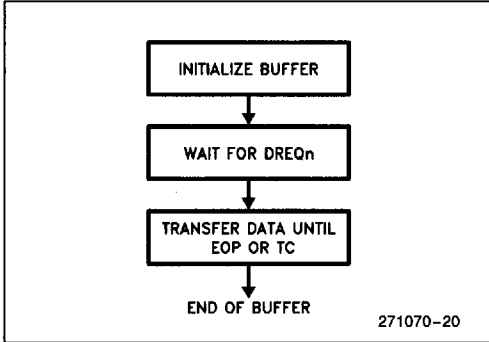 INITIALIZE BUFFER
WAIT FOR DREQn
TRANSFER DATA UNTIL
EOP OR TC
END OF BUFFER
271070-20